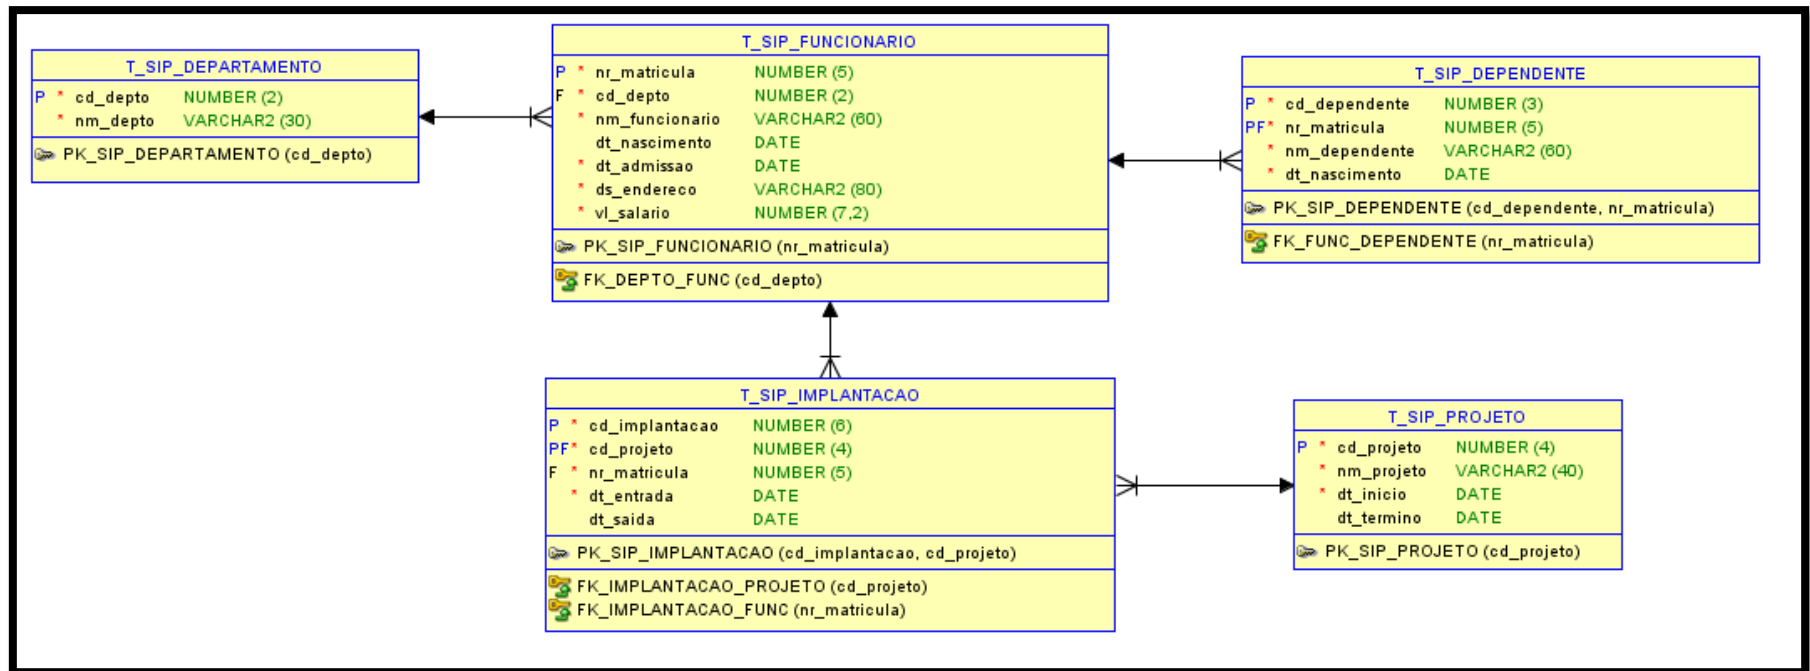 T_SIP_DEPARTAMENTO
P * cd_depto NUMBER (2)
* nm_depto VARCHAR2 (30)
PK_SIP_DEPARTAMENTO (cd_depto)
T_SIP_FUNCIONARIO
P * nr_matricula NUMBER (5)
F * cd_depto NUMBER (2)
* nm_funcionario VARCHAR2 (60)
dt_nascimento DATE
* dt_admissao DATE
* ds_endereco VARCHAR2 (80)
* vl_salario NUMBER (7,2)
PK_SIP_FUNCIONARIO (nr_matricula)
FK_DEPTO_FUNC (cd_depto)
T_SIP_DEPENDENTE
P * cd_dependente NUMBER (3)
PF* nr_matricula NUMBER (5)
* nm_dependente VARCHAR2 (60)
* dt_nascimento DATE
PK_SIP_DEPENDENTE (cd_dependente, nr_matricula)
FK_FUNC_DEPENDENTE (nr_matricula)
T_SIP_IMPLANTACAO
P * cd_implantacao NUMBER (6)
PF* cd_projeto NUMBER (4)
F * nr_matricula NUMBER (5)
* dt_entrada DATE
dt_saida DATE
PK_SIP_IMPLANTACAO (cd_implantacao, cd_projeto)
FK_IMPLANTACAO_PROJETO (cd_projeto)
FK_IMPLANTACAO_FUNC (nr_matricula)
T_SIP_PROJETO
P * cd_projeto NUMBER (4)
* nm_projeto VARCHAR2 (40)
* dt_inicio DATE
dt_termino DATE
PK_SIP_PROJETO (cd_projeto)